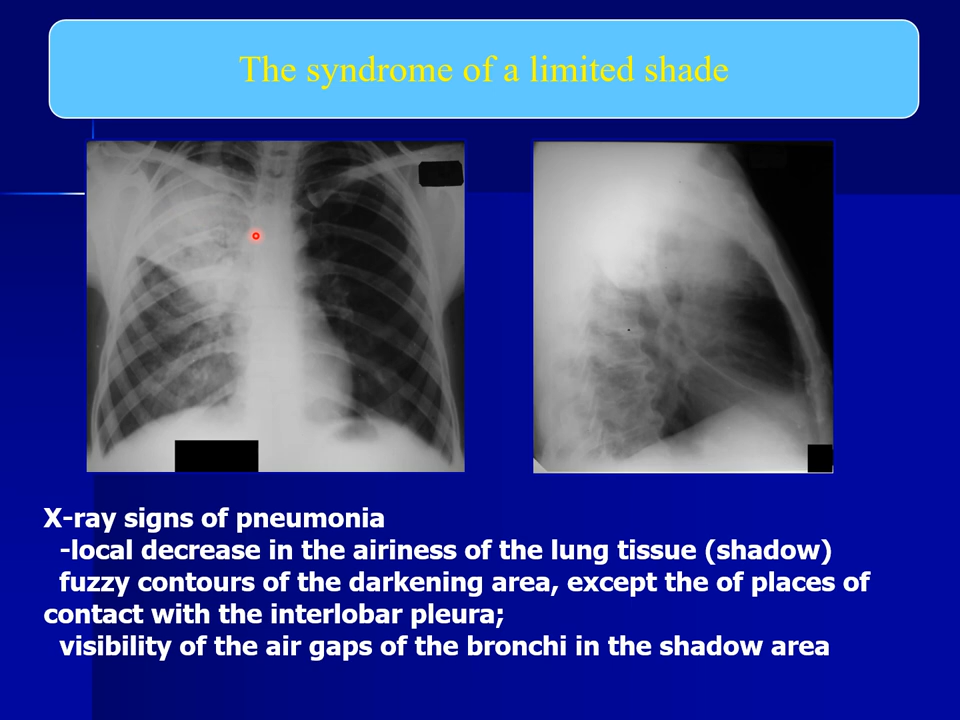 The syndrome of a limited shade
X-ray signs of pneumonia
-local decrease in the airiness of the lung tissue (shadow)
fuzzy contours of the darkening area, except the of places of
contact with the interlobar pleura;
visibility of the air gaps of the bronchi in the shadow area